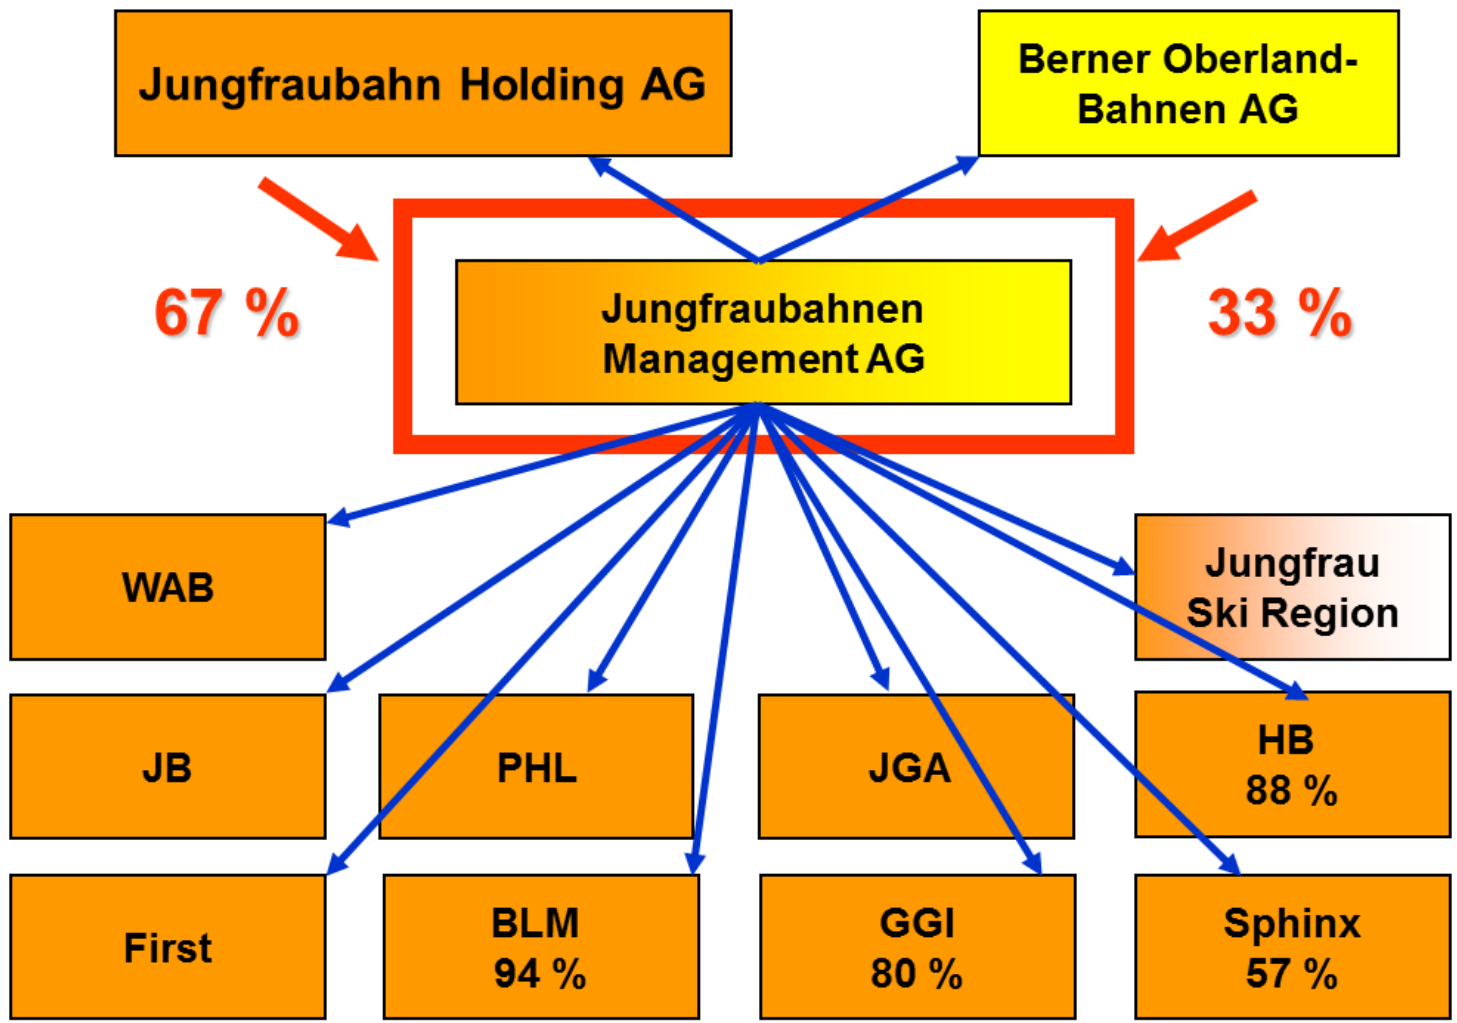 Jungfraubahn Holding AG
Berner Oberland-
Bahnen AG
67 %
Jungfraubahnen
Management AG
33 %
WAB
Jungfrau
Ski Region
JB
PHL
JGA
HB
88 %
First
BLM
94 %
GGI
80 %
Sphinx
57 %